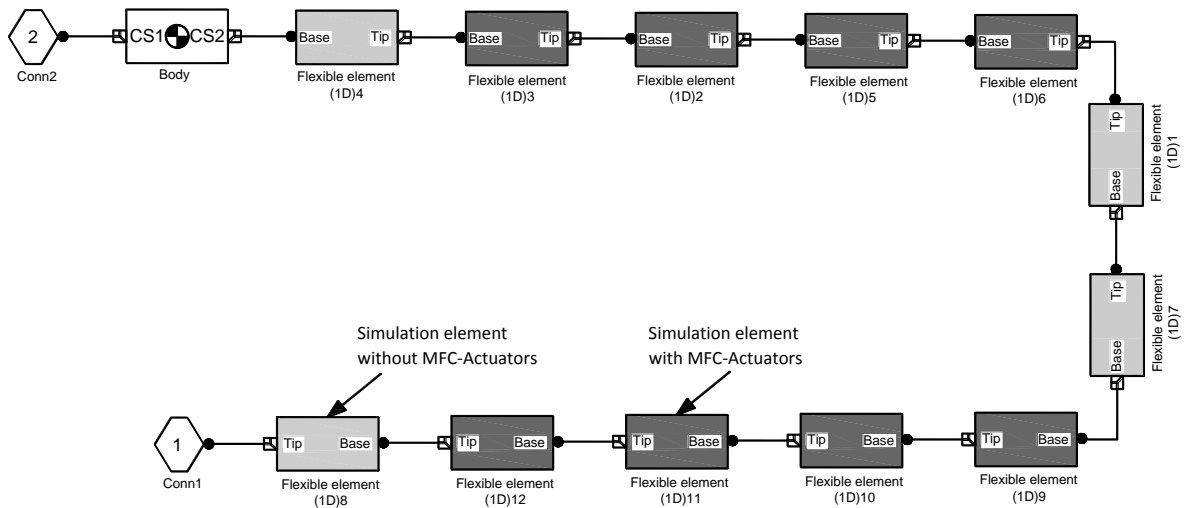 2
CS1 CS2
Base Tip
Base Tip
Base Tip
Base Tip
Base Tip
Conn2
Body
Flexible element
(1D)4
Flexible element
(1D)3
Flexible element
(1D)2
Flexible element
(1D)5
Flexible element
(1D)6
Tip
Base
Flexible element
(1D)1
Tip
Base
Flexible element
(1D)7
Simulation element
without MFC-Actuators
Simulation element
with MFC-Actuators
1
Tip Base
Tip Base
Tip Base
Tip Base
Tip Base
Conn1
Flexible element
(1D)8
Flexible element
(1D)12
Flexible element
(1D)11
Flexible element
(1D)10
Flexible element
(1D)9